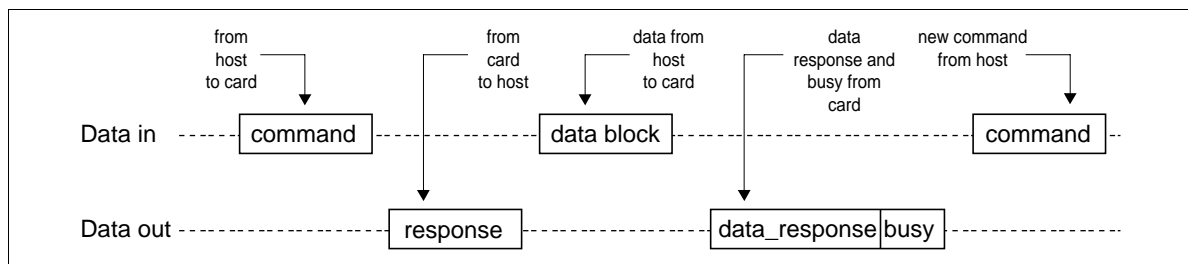 from
host
to card
from
card
to host
data from
host
to card
data
response and
busy from
card
new command
from host
Data in
command
data block
command
Data out
response
data_response
busy